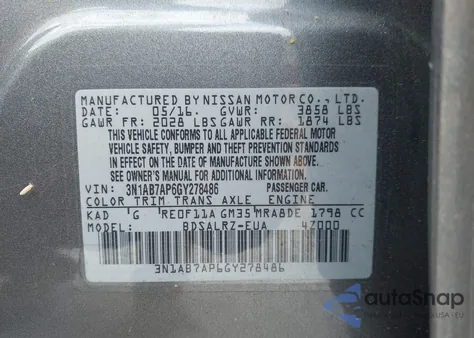 MANUFACTURED BY NISSAN MOTOR CO., LTD.
DATE: 05/16 GVWR: 3858 LBS
GAWR FR: 2028 LBS GAWR RR: 1874 LBS
THIS VEHICLE CONFORMS TO ALL APPLICABLE FEDERAL MOTOR
VEHICLE SAFETY, BUMPER AND THEFT PREVENTION STANDARDS
IN EFFECT ON THE DATE OF MANUFACTURE SHOWN ABOVE.
SEE OWNER'S MANUAL FOR ADDITIONAL INFORMATION.
VIN: 3N1AB7AP6GY278486 PASSENGER CAR.
COLOR TRIM TRANS AXLE ENGINE
KAD G RE0F11A GM35 MRA8DE 1798 CC
MODEL: BDSALRZ-EUA 4Z000
3N1AB7AP6GY278486
autoSnap